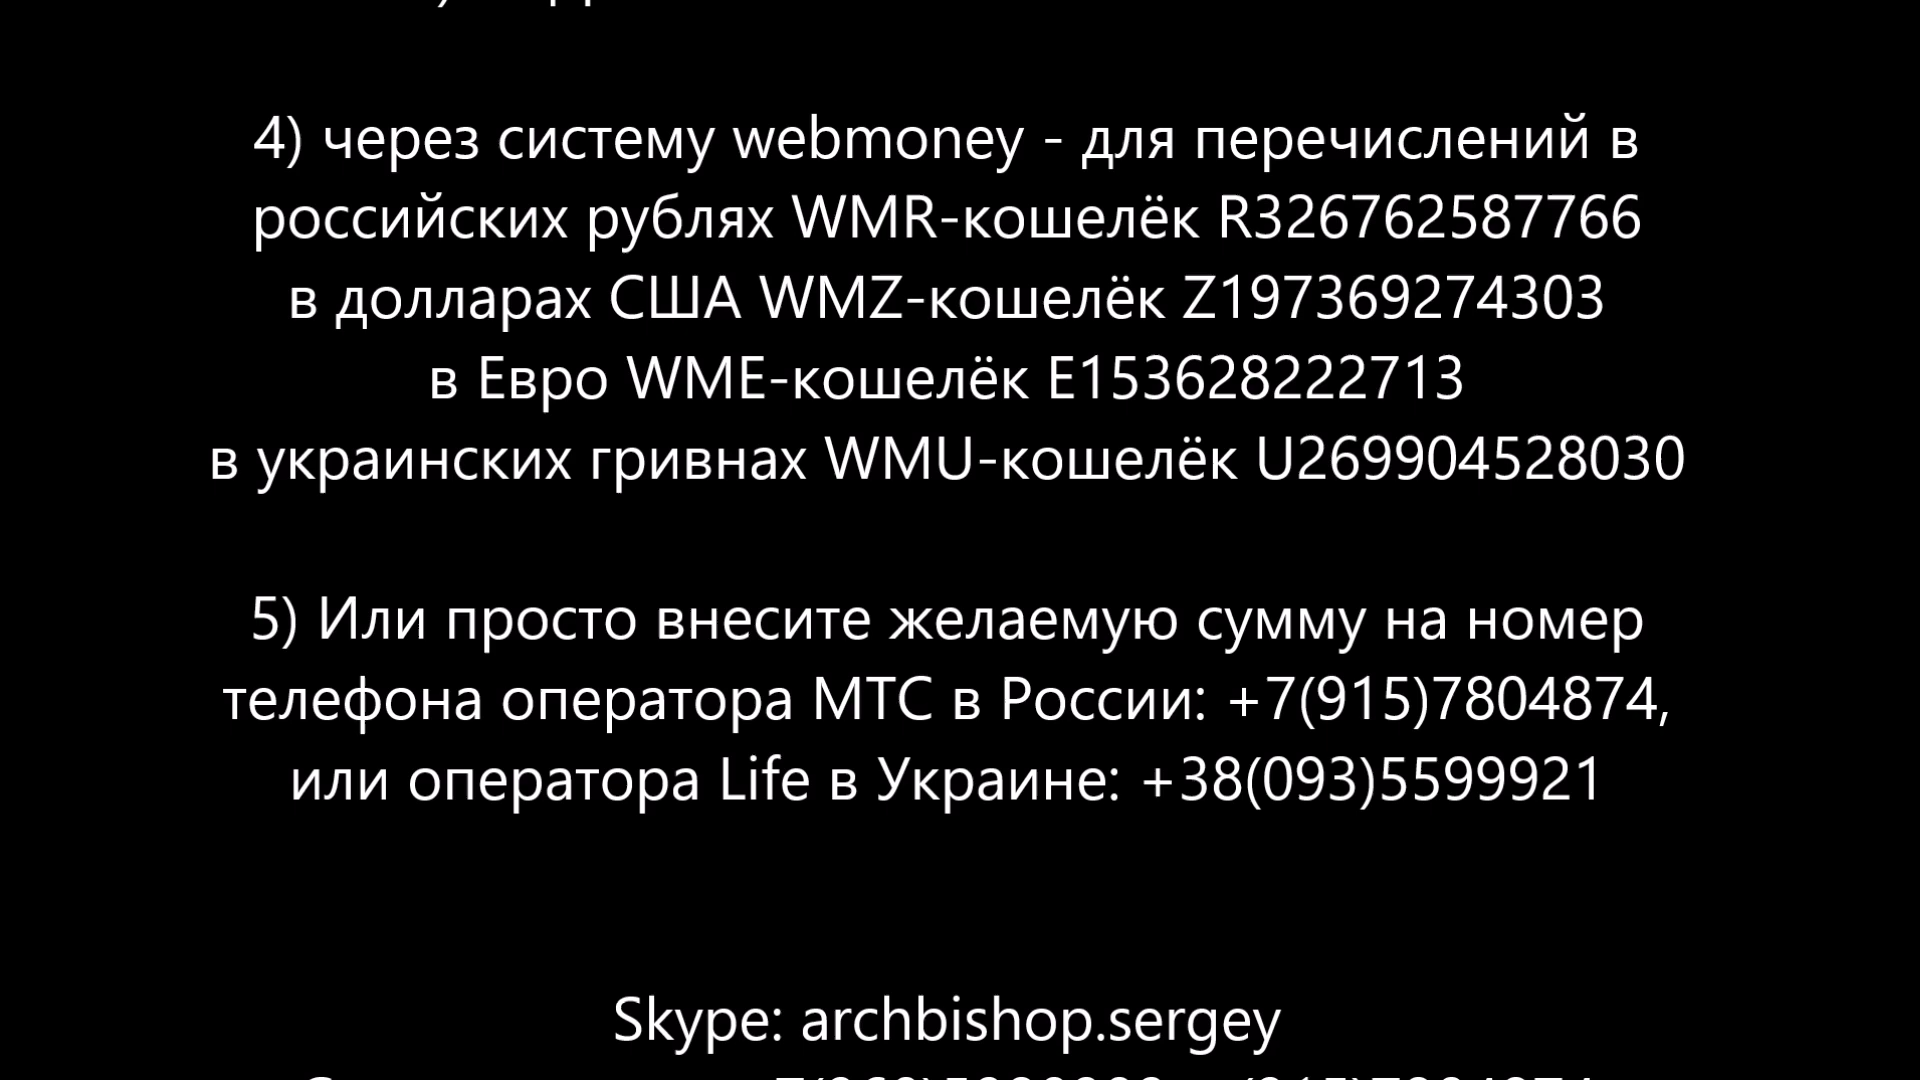 4) через систему webmoney - для перечислений в
российских рублях WMR-кошелёк R326762587766
в долларах США WMZ-кошелёк Z197369274303
в Евро WME-кошелёк E153628222713
в украинских гривнах WMU-кошелёк U269904528030
5) Или просто внесите желаемую сумму на номер
телефона оператора МТС в России: +7(915)7804874,
или оператора Life в Украине: +38(093)5599921
Skype: archbishop.sergey